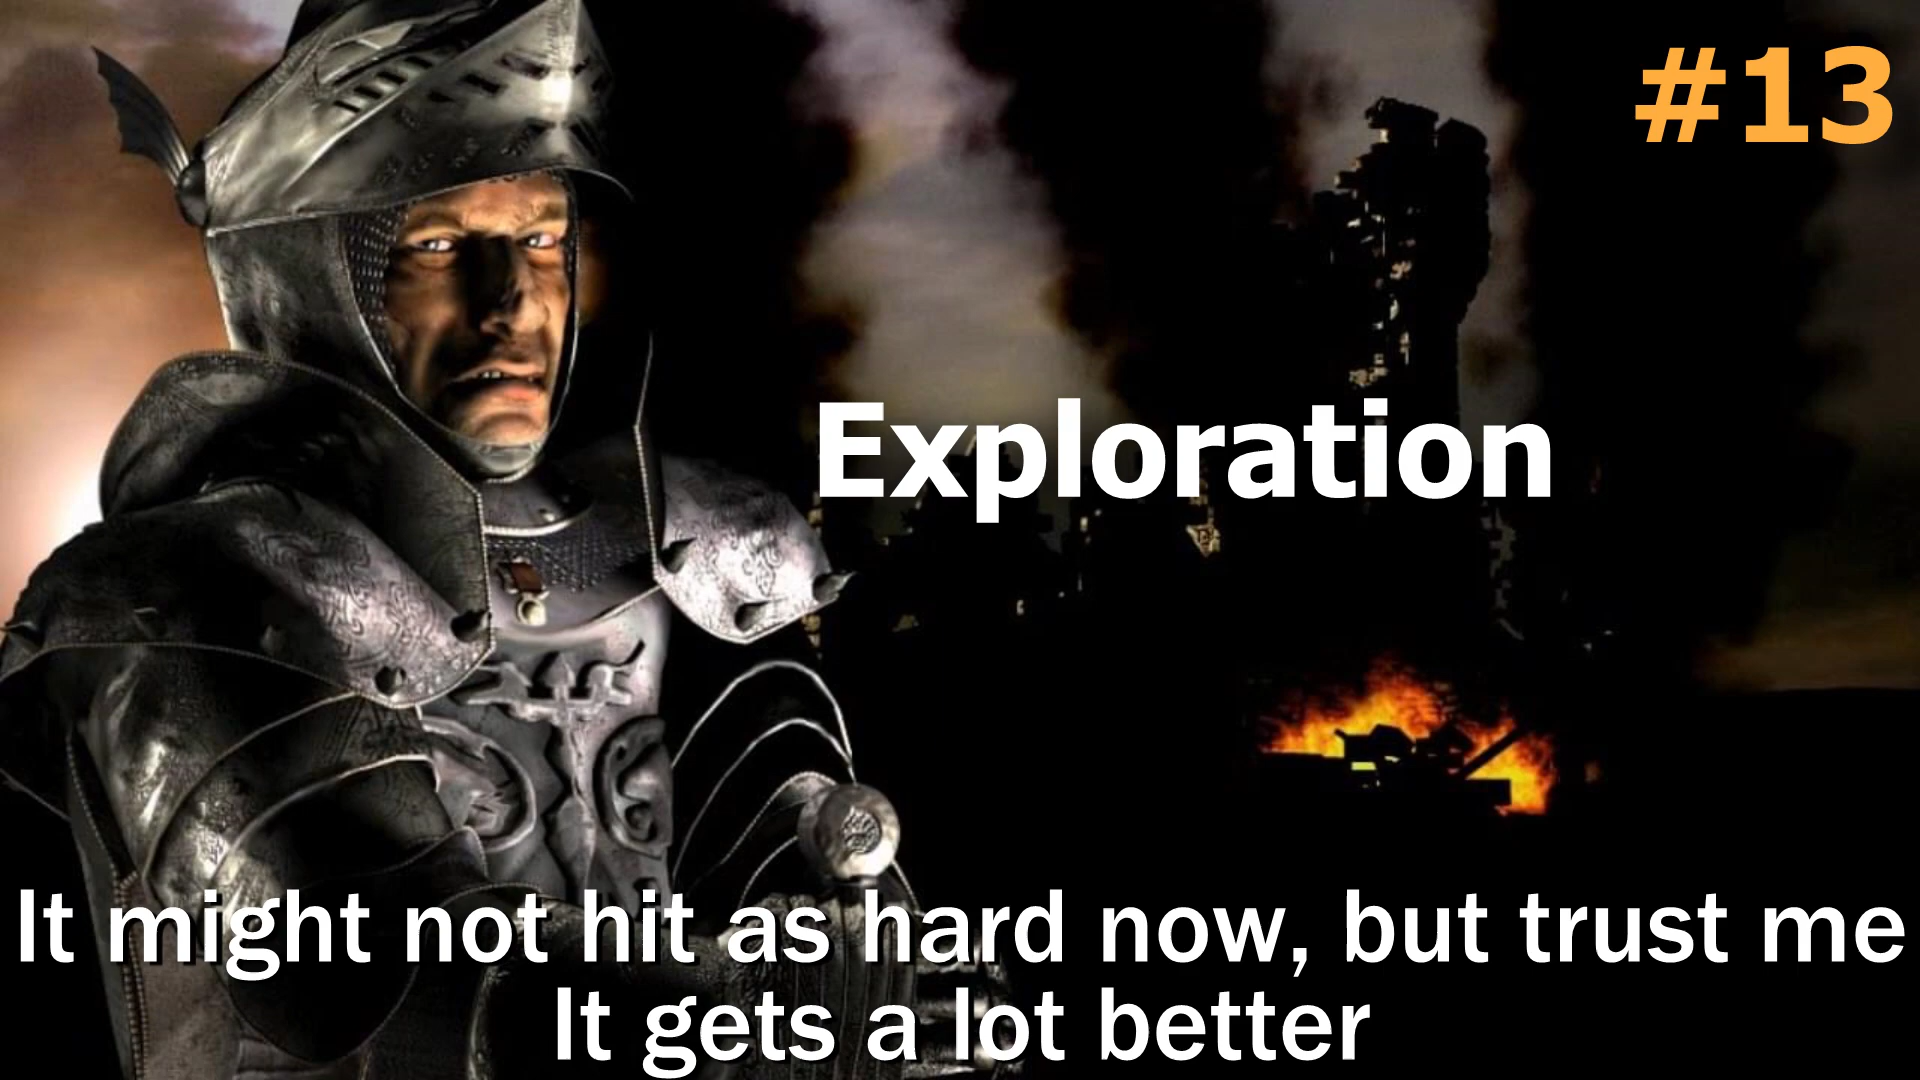 #13
Exploration
It might not hit as hard now, but trust me
It gets a lot better